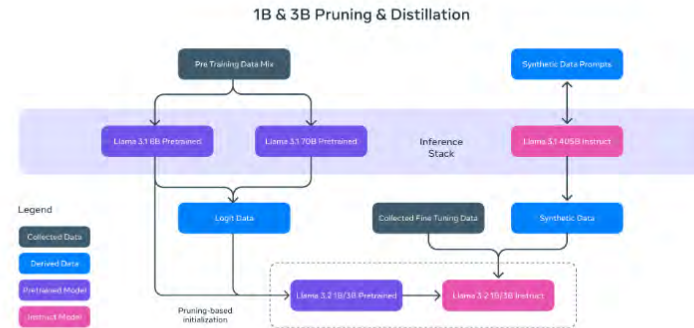 1B & 3B Pruning & Distillation
Pre Training Data Mix
Synthetic Data Prompts
Llama 3.1 8B Pretrained
Llama 3.1 70B Pretrained
Inference
Stack
Llama 3.1 405B Instruct
Legend
Collected Data
Derived Data
Pretrained Model
Instruct Model
Logit Data
Collected Fine Tuning Data
Synthetic Data
Pruning-based
initialization
Llama 3.2 1B/3B Pretrained
Llama 3.2 1B/3B Instruct